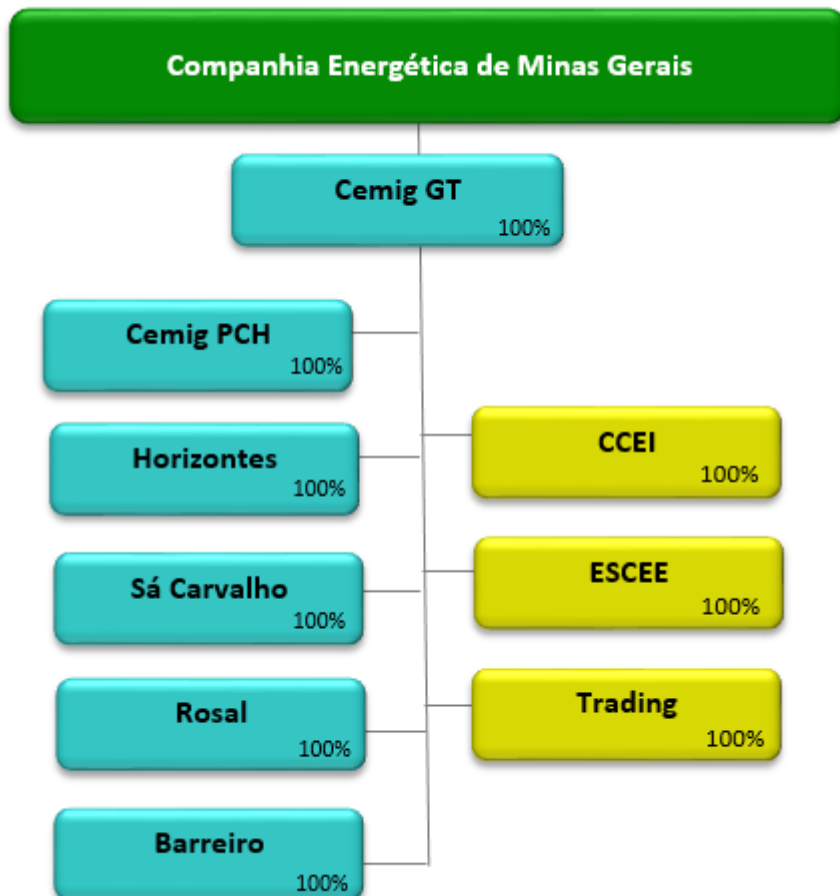 Companhia Energética de Minas Gerais
Cemig GT
100%
Cemig PCH
100%
Horizontes
100%
Sá Carvalho
100%
Rosal
100%
Barreiro
100%
CCEI
100%
ESCEE
100%
Trading
100%